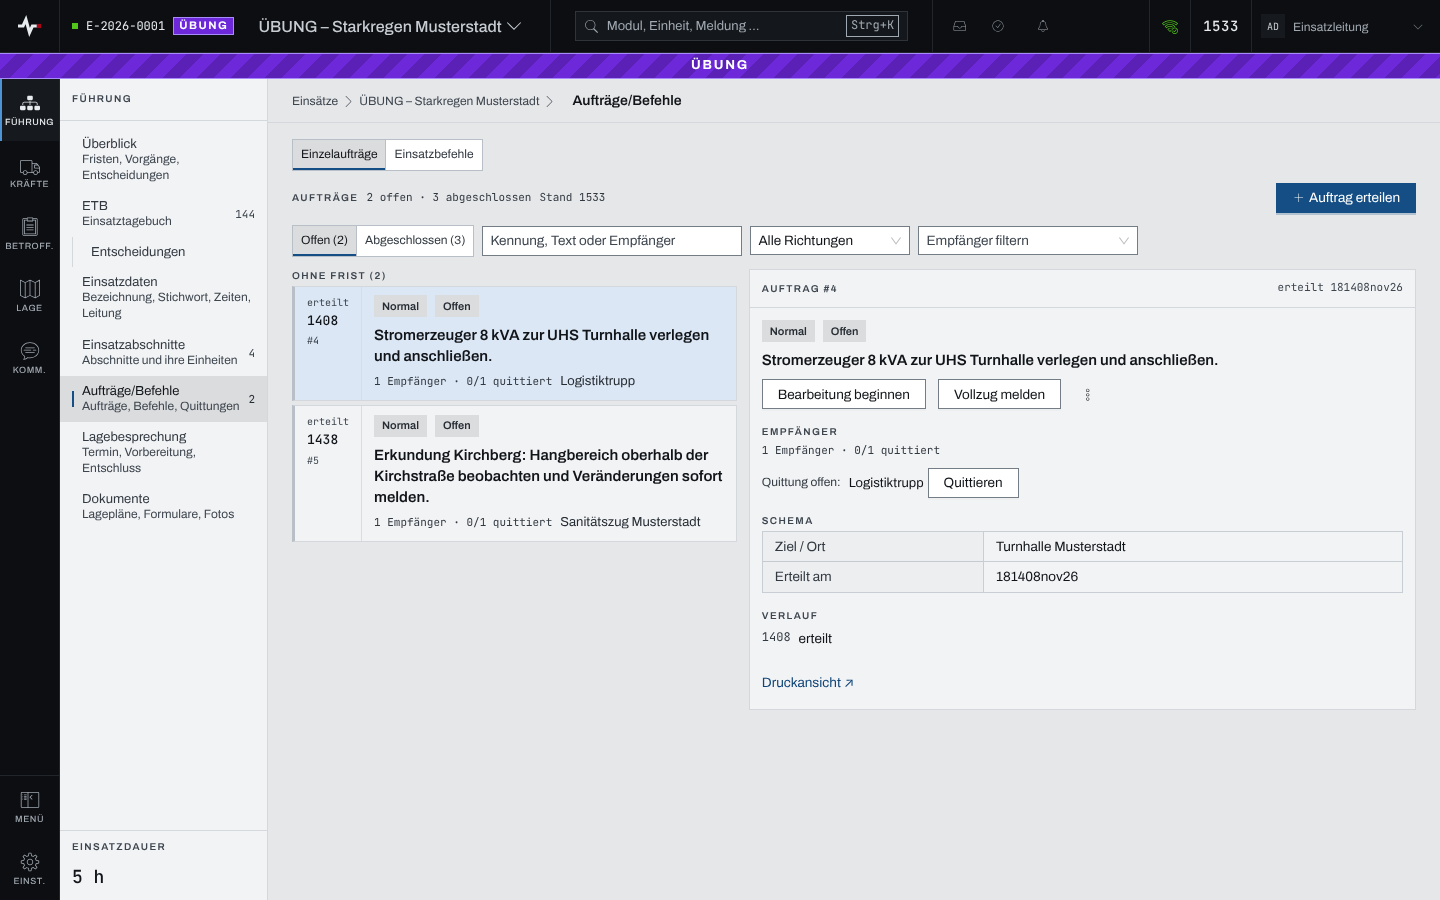 E-2026-0001 ÜBUNG ÜBUNG – Starkregen Musterstadt
Modul, Einheit, Meldung ... Strg+K
1533
AD Einsatzleitung
ÜBUNG
FÜHRUNG
KRÄFTE
BETROFF.
LAGE
KOMM.
MENÜ
EINST.
FÜHRUNG
Überblick
Fristen, Vorgänge,
Entscheidungen
ETB
Einsatztagebuch
144
Entscheidungen
Einsatzdaten
Bezeichnung, Stichwort, Zeiten,
Leitung
Einsatzabschnitte
Abschnitte und ihre Einheiten
4
Aufträge/Befehle
Aufträge, Befehle, Quittungen
2
Lagebesprechung
Termin, Vorbereitung,
Entschluss
Dokumente
Lagepläne, Formulare, Fotos
EINSATZDAUER
5 h
Einsätze ÜBUNG – Starkregen Musterstadt Aufträge/Befehle
Einzelaufträge Einsatzbefehle
AUFTRÄGE 2 offen · 3 abgeschlossen Stand 1533
+ Auftrag erteilen
Offen (2) Abgeschlossen (3) Kennung, Text oder Empfänger Alle Richtungen Empfänger filtern
OHNE FRIST (2)
erteilt
1408
#4
Normal Offen
Stromerzeuger 8 kVA zur UHS Turnhalle verlegen
und anschließen.
1 Empfänger · 0/1 quittiert Logistiktrupp
erteilt
1438
#5
Normal Offen
Erkundung Kirchberg: Hangbereich oberhalb der
Kirchstraße beobachten und Veränderungen sofort
melden.
1 Empfänger · 0/1 quittiert Sanitätszug Musterstadt
AUFTRAG #4 erteilt 181408nov26
Normal Offen
Stromerzeuger 8 kVA zur UHS Turnhalle verlegen und anschließen.
Bearbeitung beginnen Vollzug melden
EMPFÄNGER
1 Empfänger · 0/1 quittiert
Quittung offen: Logistiktrupp Quittieren
SCHEMA
Ziel / Ort Turnhalle Musterstadt
Erteilt am 181408nov26
VERLAUF
1408 erteilt
Druckansicht ↗